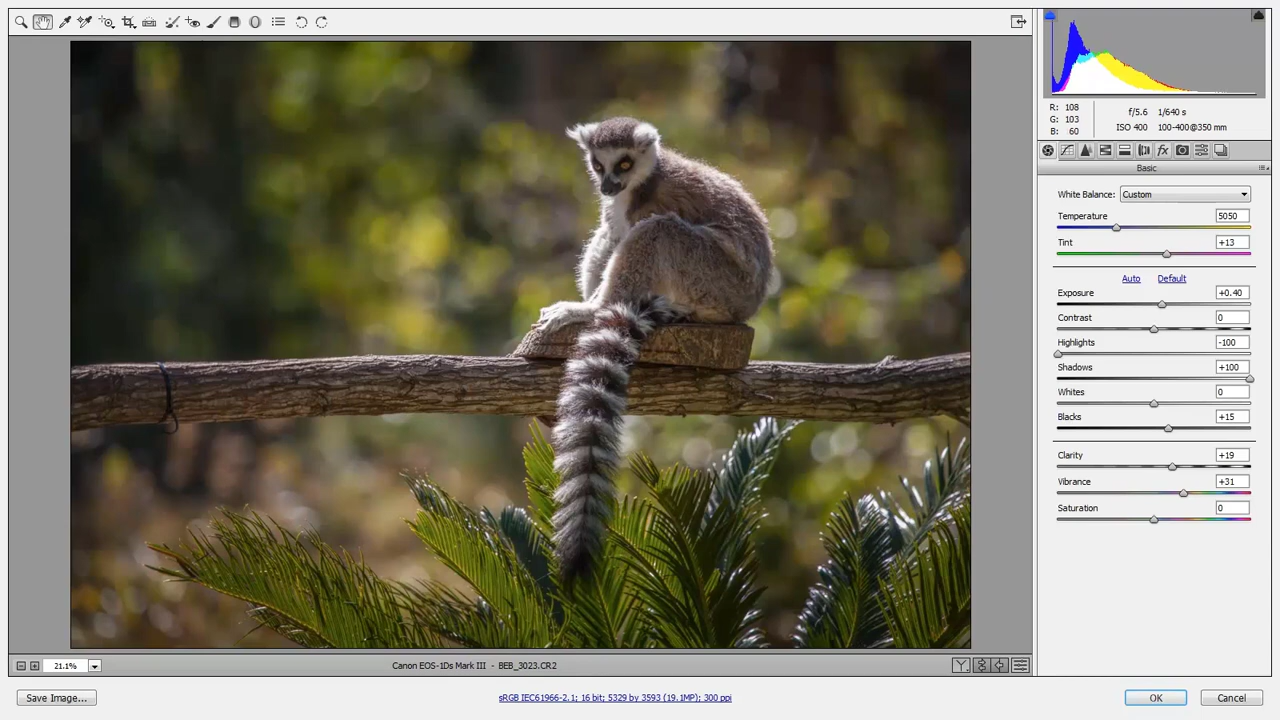 R: 108
G: 103
B: 60
f/5.6 1/640 s
ISO 400 100-400@350 mm
fx
Basic
White Balance: Custom
Temperature 5050
Tint +13
Auto Default
Exposure +0.40
Contrast 0
Highlights -100
Shadows +100
Whites 0
Blacks +15
Clarity +19
Vibrance +31
Saturation 0
21.1% Canon EOS-1Ds Mark III - BEB_3023.CR2 Y
Save Image... sRGB IEC61966-2.1; 16 bit; 5329 by 3593 (19.1MP); 300 ppi OK Cancel